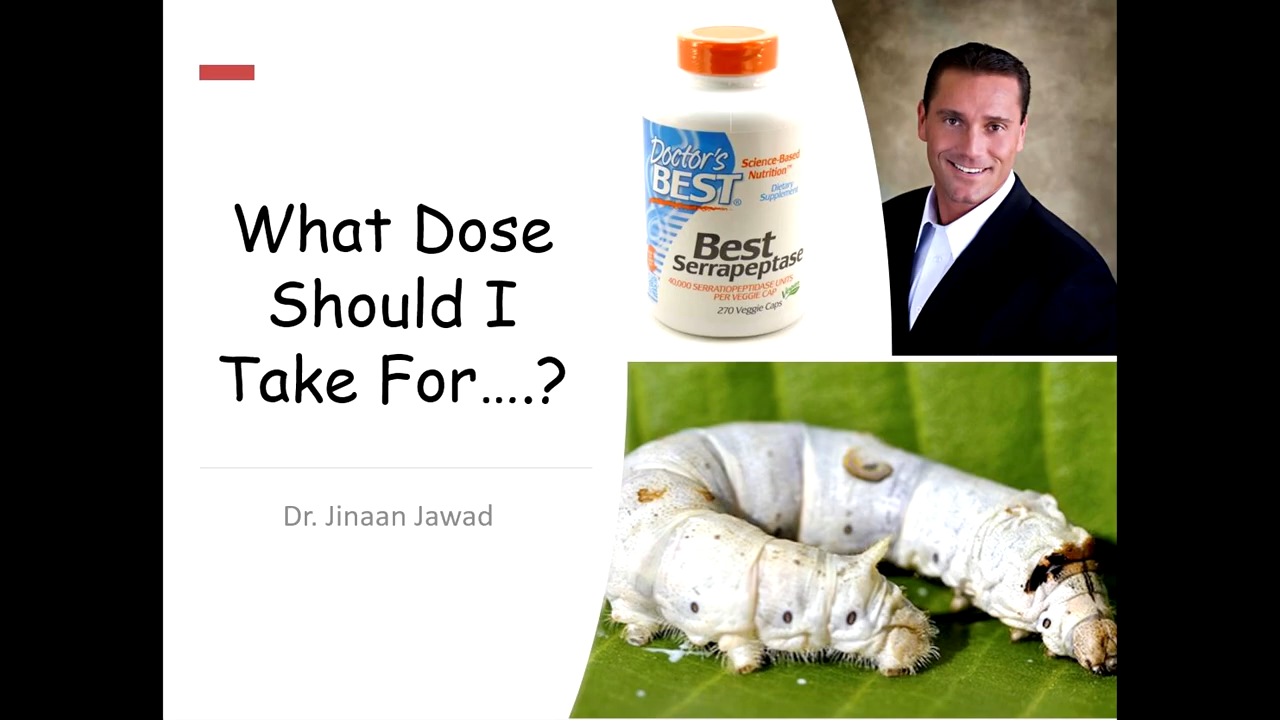 What Dose
Should I
Take For....?
Dr. Jinaan Jawad
Doctor's
BEST®
Science-Based
Nutrition™
Dietary
Supplement
Best
Serrapeptase
40,000 SERRATIOPEPTIDASE UNITS
PER VEGGIE CAP
270 Veggie Caps